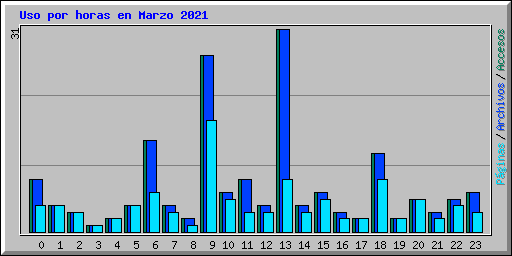 Uso por horas en Marzo 2021
31
Páginas / Archivos / Accesos
0 1 2 3 4 5 6 7 8 9 10 11 12 13 14 15 16 17 18 19 20 21 22 23